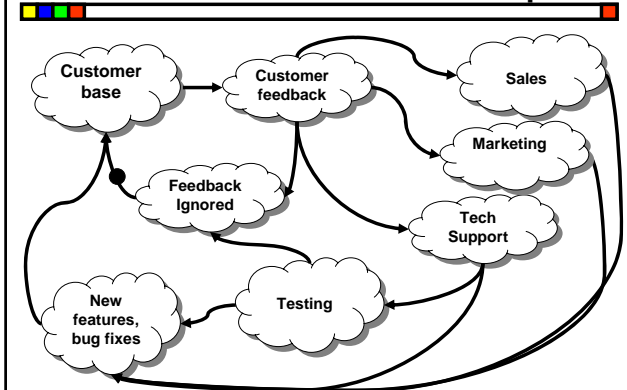 Customer
base
Customer
feedback
Sales
Marketing
Feedback
Ignored
Tech
Support
New
features,
bug fixes
Testing